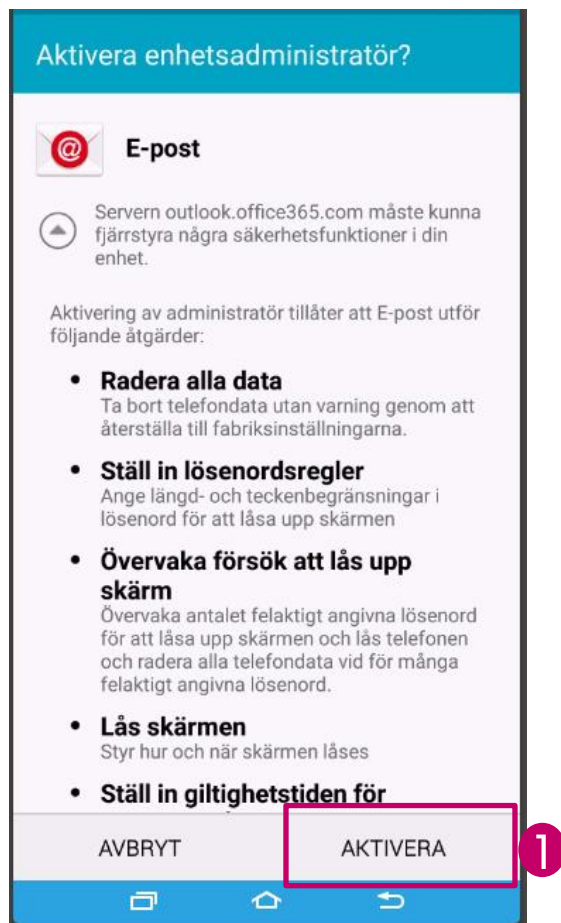 Aktivera enhetsadministratör?
E-post
Servern outlook.office365.com måste kunna
fjärrstyra några säkerhetsfunktioner i din
enhet.
Aktivering av administratör tillåter att E-post utför
följande åtgärder:
• Radera alla data
Ta bort telefondata utan varning genom att
återställa till fabriksinställningarna.
• Ställ in lösenordsregler
Ange längd- och teckenbegränsningar i
lösenord för att låsa upp skärmen
• Övervaka försök att lås upp
skärm
Övervaka antalet felaktigt angivna lösenord
för att låsa upp skärmen och lås telefonen
och radera alla telefondata vid för många
felaktigt angivna lösenord.
• Lås skärmen
Styr hur och när skärmen låses
• Ställ in giltighetstiden för
AVBRYT
AKTIVERA
1